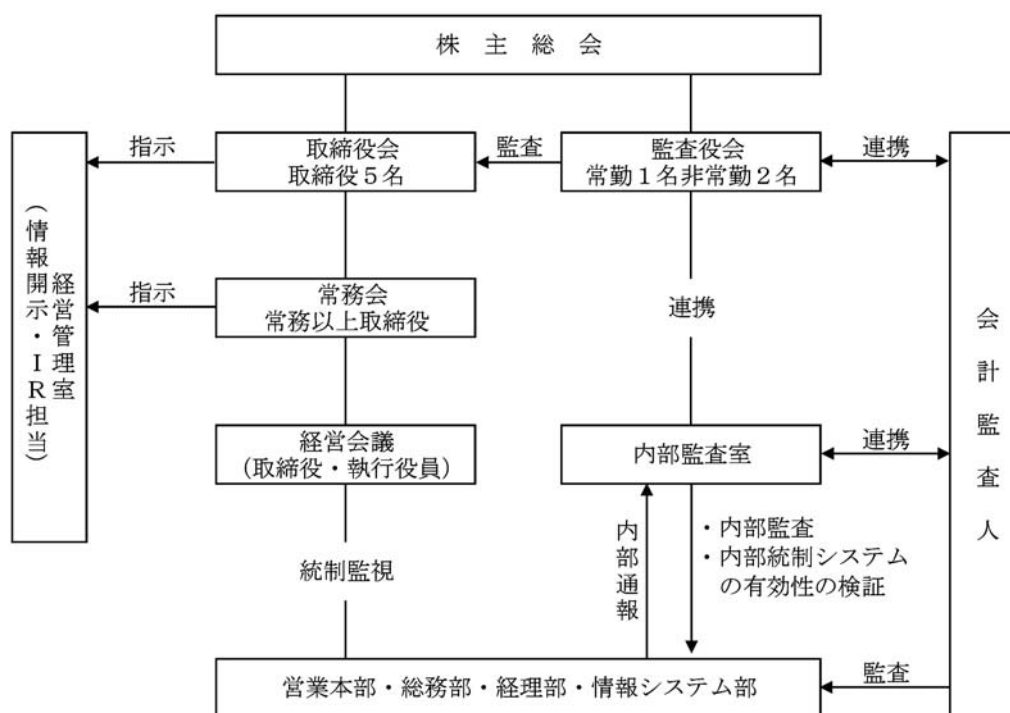 株主総会
指示
取締役会
取締役５名
監査
監査役会
常勤１名非常勤２名
連携
経営管理室
（情報開示・ＩＲ担当）
指示
常務会
常務以上取締役
連携
会計監査人
経営会議
（取締役・執行役員）
内部監査室
連携
統制監視
内部通報
・内部監査
・内部統制システム
の有効性の検証
営業本部・総務部・経理部・情報システム部
監査